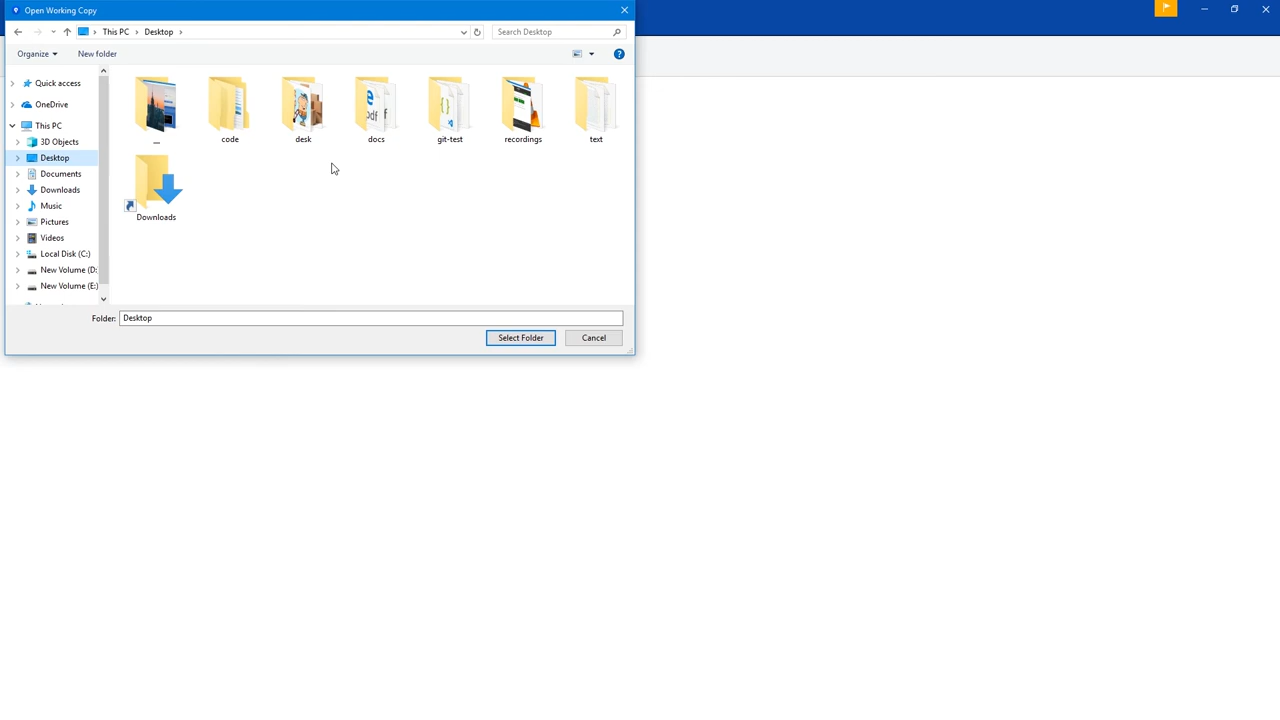 Open Working Copy
This PC > Desktop >
Search Desktop
Organize
New folder
Quick access
OneDrive
This PC
3D Objects
Desktop
Documents
Downloads
Music
Pictures
Videos
Local Disk (C:)
New Volume (D:
New Volume (E:)
...
code
desk
docs
git-test
recordings
text
Downloads
Folder: Desktop
Select Folder
Cancel